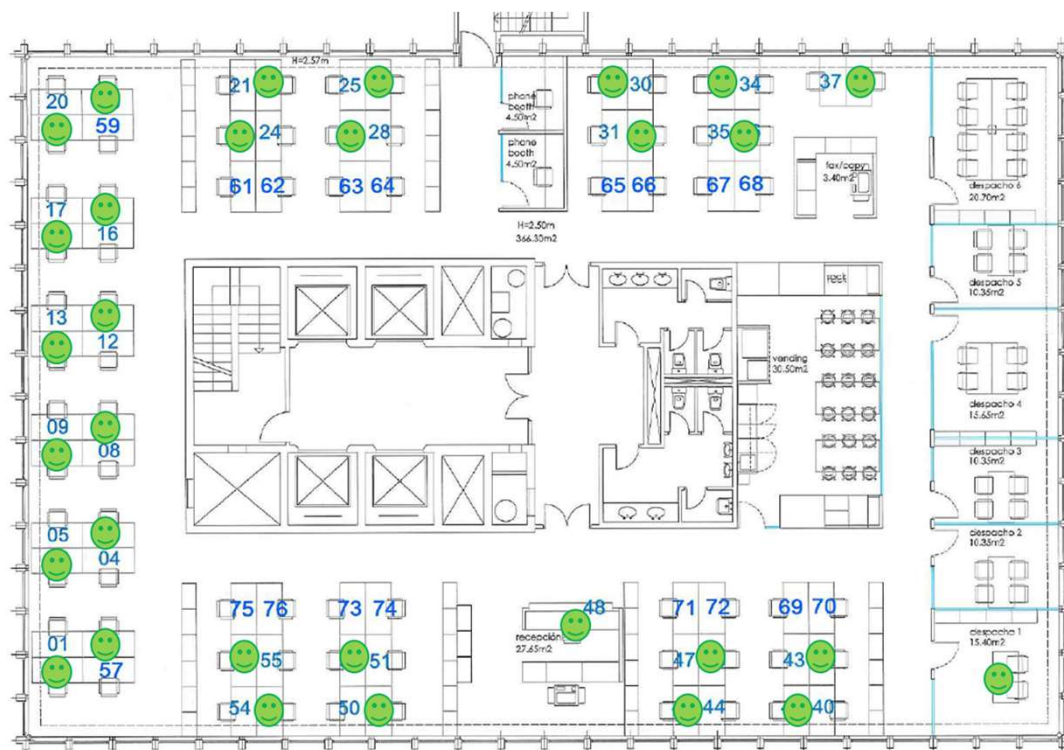 H=2.57m
21
25
30
34
37
20
59
phone
booth
4.50m2
24
28
31
35
phone
booth
4.50m2
fax/copyn
3.40m2
61 62
63 64
65 66
67 68
despacho 6
20.70m2
17
16
H=2.50m
366.30m2
rack
despacho 5
10.35m2
13
12
vending
30.50m2
despacho 4
15.65m2
09
08
despacho 3
10.35m2
05
04
despacho 2
10.35m2
75 76
73 74
48
71 72
69 70
01
57
recepción
27.65m2
despacho 1
15.40m2
55
51
47
43
54
50
44
40